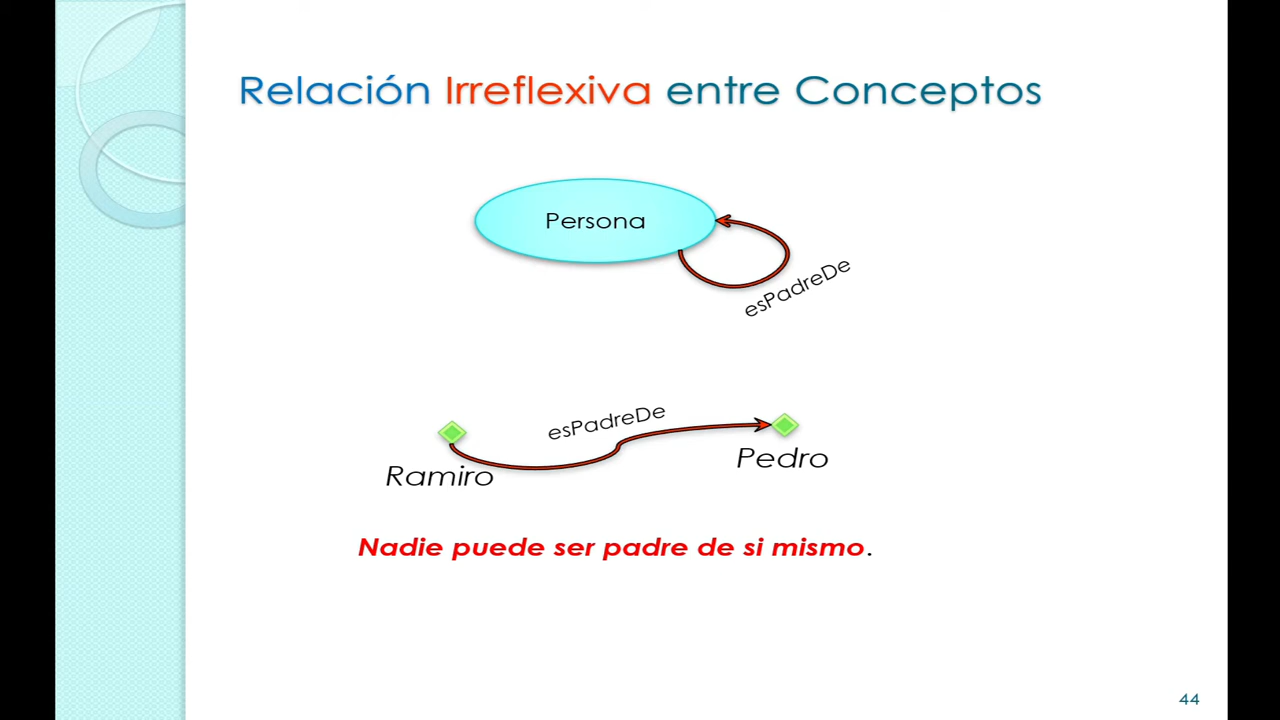 Relación Irreflexiva entre Conceptos
Persona
esPadreDe
esPadreDe
Ramiro
Pedro
Nadie puede ser padre de si mismo.
44